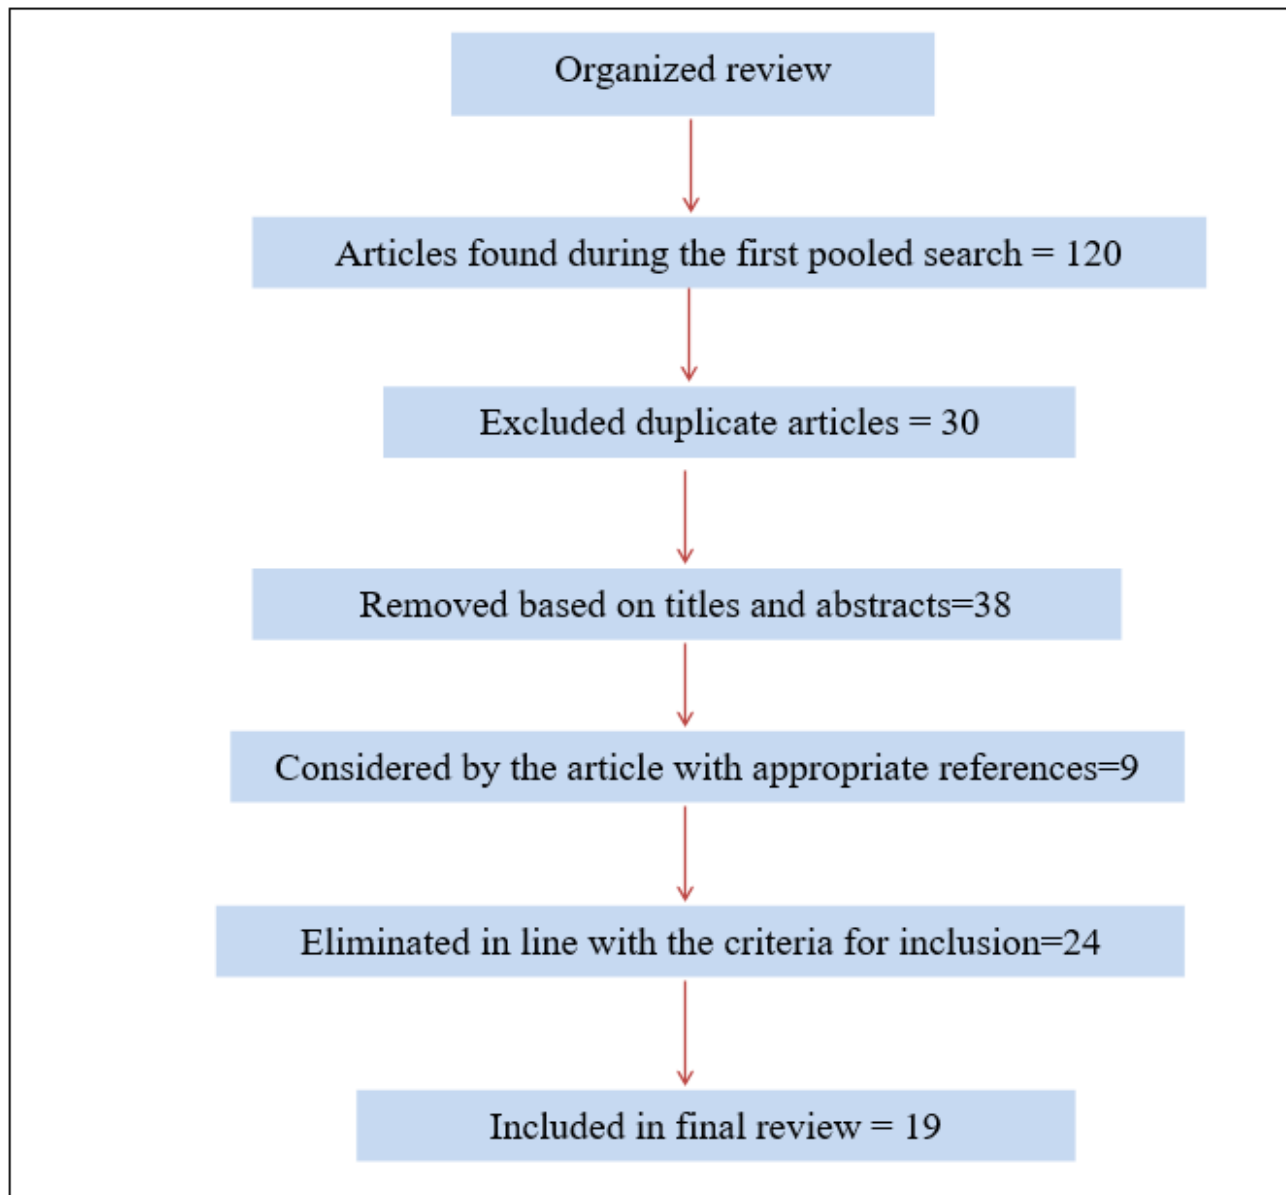 Organized review
Articles found during the first pooled search = 120
Excluded duplicate articles = 30
Removed based on titles and abstracts=38
Considered by the article with appropriate references=9
Eliminated in line with the criteria for inclusion=24
Included in final review = 19